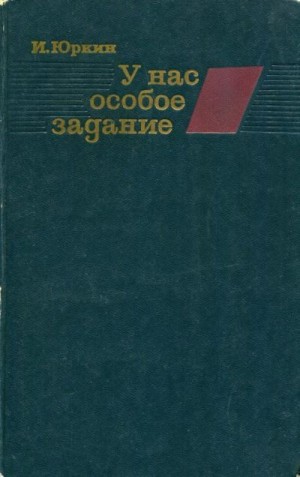 И. Юркин
У нас
особое
задание